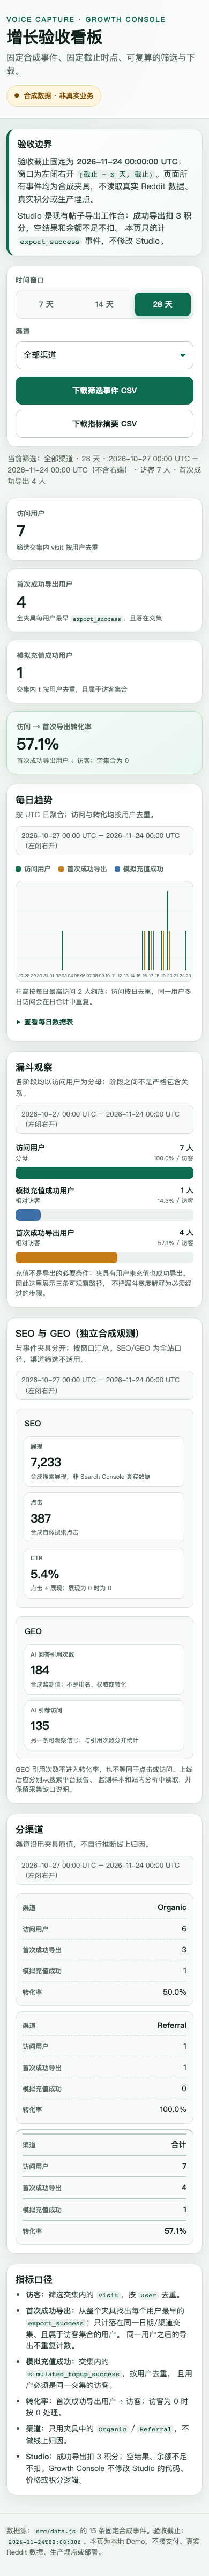 VOICE CAPTURE · GROWTH CONSOLE
增长验收看板
固定合成事件、固定截止时点、可复算的筛选与下
载。
合成数据 · 非真实业务
验收边界
验收截止固定为 2026-11-24 00:00:00 UTC；
窗口为左闭右开 [截止 - N 天, 截止)。页面所
有事件均为合成夹具，不读取真实 Reddit 数据、
真实积分或生产埋点。
Studio 是现有帖子导出工作台：成功导出扣 3 积
分，空结果和余额不足不扣。本页只统计
export_success 事件，不修改 Studio。
时间窗口
7 天
14 天
28 天
渠道
全部渠道
下载筛选事件 CSV
下载指标摘要 CSV
当前筛选：全部渠道 · 28 天 · 2026-10-27 00:00 UTC —
2026-11-24 00:00 UTC（不含右端） · 访客 7 人 · 首次成
功导出 4 人
访问用户
7
筛选交集内 visit 按用户去重
首次成功导出用户
4
全夹具每用户最早 export_success，且落在交集
模拟充值成功用户
1
交集内 t 按用户去重，且属于访客集合
访问 → 首次导出转化率
57.1%
首次成功导出用户 ÷ 访客；空集合为 0
每日趋势
按 UTC 日聚合；访问与转化均按用户去重。
2026-10-27 00:00 UTC — 2026-11-24 00:00 UTC
（左闭右开）
访问用户
首次成功导出
模拟充值成功
27 28 29 30 31 01 02 03 04 05 06 07 08 09 10 11 12 13 14 15 16 17 18 19 20 21 22 23
柱高按每日最高访问 2 人缩放；访问按日去重，同一用户多
日访问会在日合计中重复。
查看每日数据表
漏斗观察
各阶段均以访问用户为分母；阶段之间不是严格包含关
系。
2026-10-27 00:00 UTC — 2026-11-24 00:00 UTC
（左闭右开）
访问用户
7 人
分母
100.0% / 访客
模拟充值成功用户
1 人
相对访客
14.3% / 访客
首次成功导出用户
4 人
相对访客
57.1% / 访客
充值不是导出的必要条件：夹具有用户未充值也成功导出。
因此这里展示三条可观察路径，不把漏斗宽度解释为必须经
过的步骤。
SEO 与 GEO（独立合成观测）
与事件夹具分开；按窗口汇总。SEO/GEO 为全站口
径，渠道筛选不适用。
2026-10-27 00:00 UTC — 2026-11-24 00:00 UTC
（左闭右开）
SEO
展现
7,233
合成搜索展现，非 Search Console 真实数据
点击
387
合成自然搜索点击
CTR
5.4%
点击 ÷ 展现；展现为 0 时为 0
GEO
AI 回答引用次数
184
合成监测值；不是排名、权威或转化
AI 引荐访问
135
另一条可观察信号；与引用次数分开统计
GEO 引用次数不进入转化率，也不等同于点击或访问。上线
后应分别从搜索平台报告、监测样本和站内分析中读取，并
保留采集缺口说明。
分渠道
渠道沿用夹具原值，不自行推断线上归因。
2026-10-27 00:00 UTC — 2026-11-24 00:00 UTC
（左闭右开）
渠道
Organic
访问用户
6
首次成功导出
3
模拟充值成功
1
转化率
50.0%
渠道
Referral
访问用户
1
首次成功导出
1
模拟充值成功
0
转化率
100.0%
渠道
合计
访问用户
7
首次成功导出
4
模拟充值成功
1
转化率
57.1%
指标口径
访客：筛选交集内的 visit，按 user 去重。
首次成功导出：从整个夹具找出每个用户最早的
export_success；只计落在同一日期/渠道交
集、且属于访客集合的用户。同一用户之后的导
出不重复计数。
模拟充值成功：交集内的
simulated_topup_success，按用户去重，且用
户必须是同一交集的访客。
转化率：首次成功导出用户 ÷ 访客；访客为 0 时
按 0 处理。
渠道：只用夹具中的 Organic / Referral，不
做线上归因。
Studio：成功导出扣 3 积分；空结果、余额不足
不扣。Growth Console 不修改 Studio 的代码、
价格或积分逻辑。
数据源：src/data.js 的 15 条固定合成事件。验收截止：
2026-11-24T00:00:00Z。本页为本地 Demo，不接支付、真实
Reddit 数据、生产埋点或部署。